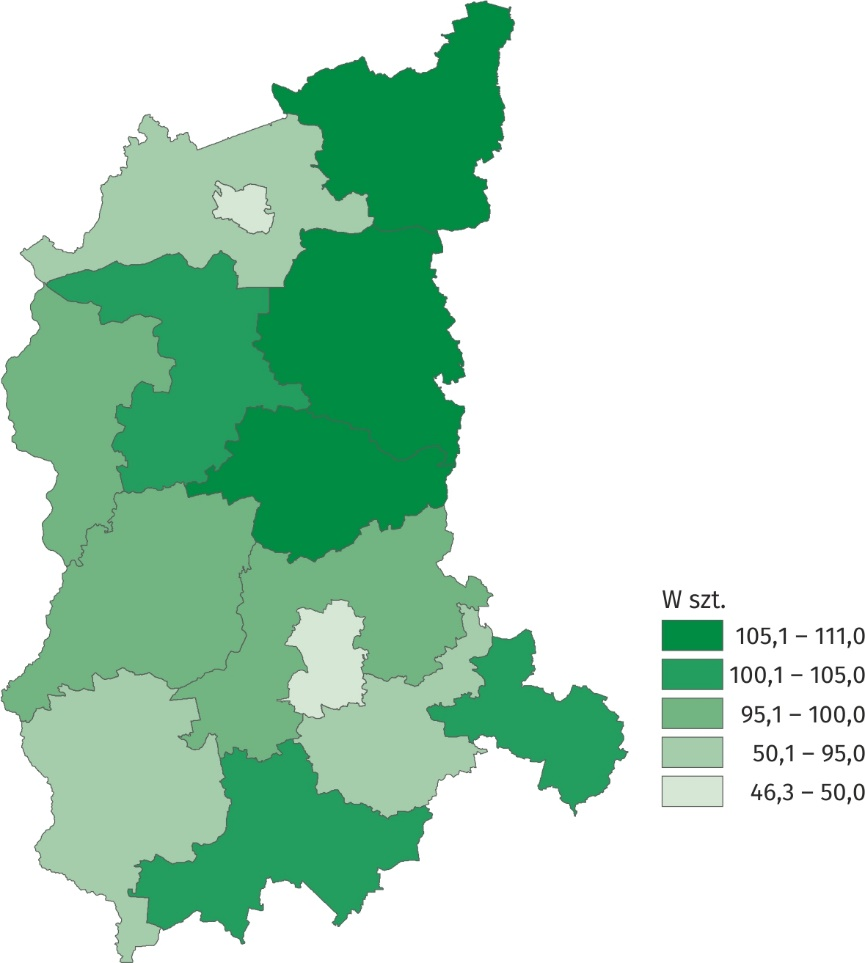 W szt.
105,1 – 111,0
100,1 – 105,0
95,1 – 100,0
50,1 – 95,0
46,3 – 50,0